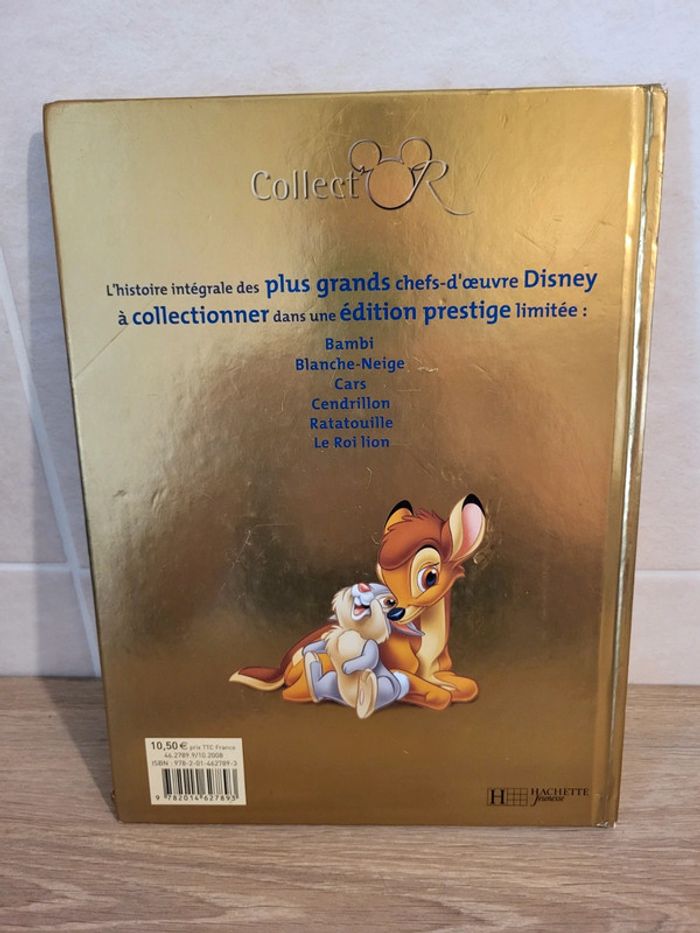 Collect'OR
L'histoire intégrale des plus grands chefs-d'œuvre Disney
à collectionner dans une édition prestige limitée :
Bambi
Blanche-Neige
Cars
Cendrillon
Ratatouille
Le Roi lion
10,50 € prix TTC France
46.2789.9/10.2008
ISBN : 978-2-01-462789-3
9 782014 627893
H HACHETTE
Jeunesse